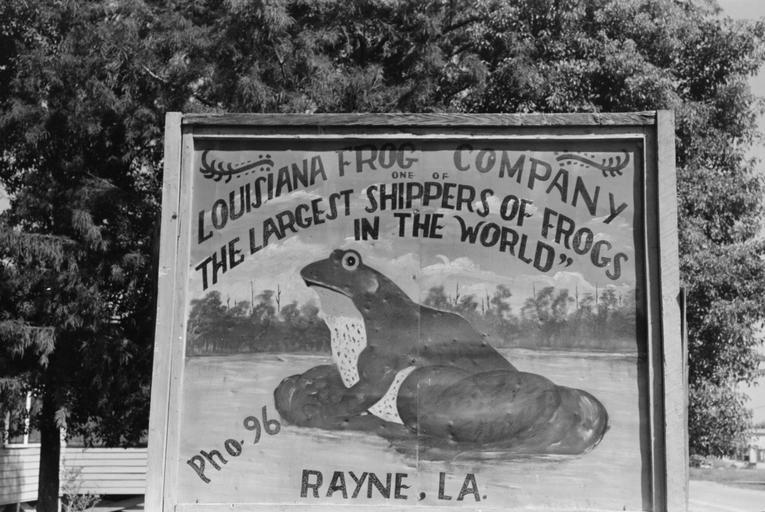 LOUISIANA FROG COMPANY
ONE OF
THE LARGEST SHIPPERS OF FROGS
IN THE WORLD"
Pho-96
RAYNE, LA.